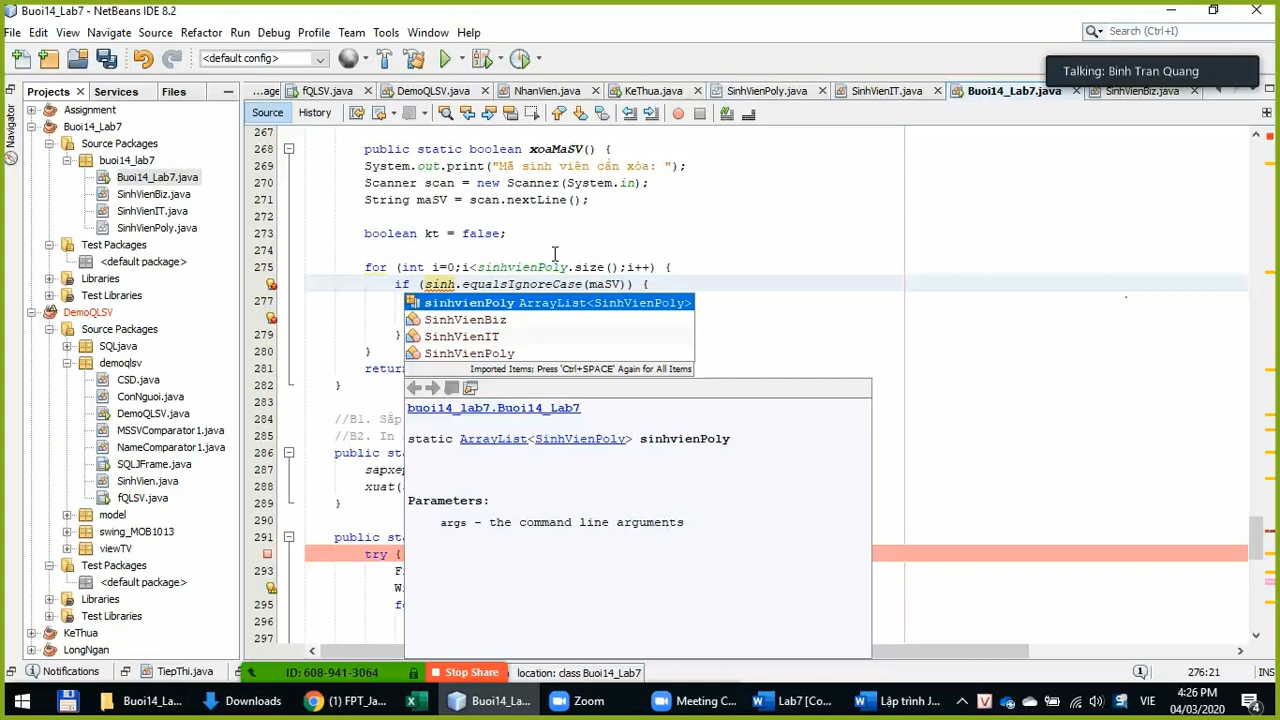 Buoi14_Lab7 - NetBeans IDE 8.2
File Edit View Navigate Source Refactor Run Debug Profile Team Tools Window Help
Search (Ctrl+I)
<default config>
Talking: Binh Tran Quang
Projects Services Files
...age fQLSV.java DemoQLSV.java NhanVien.java KeThua.java SinhVienPoly.java SinhVienIT.java Buoi14_Lab7.java SinhVienBiz.java
Source History
Navigator
Assignment
Buoi14_Lab7
Source Packages
buoi14_lab7
Buoi14_Lab7.java
SinhVienBiz.java
SinhVienIT.java
SinhVienPoly.java
Test Packages
<default package>
Libraries
Test Libraries
DemoQLSV
Source Packages
SQLjava
demoqlsv
CSD.java
ConNguoi.java
DemoQLSV.java
MSSVComparator1.java
NameComparator1.java
SQLJFrame.java
SinhVien.java
fQLSV.java
model
swing_MOB1013
viewTV
Test Packages
<default package>
Libraries
Test Libraries
KeThua
LongNgan
267
268 public static boolean xoaMaSV() {
269 System.out.print("Mã sinh viên cần xóa: ");
270 Scanner scan = new Scanner(System.in);
271 String maSV = scan.nextLine();
272
273 boolean kt = false;
274
275 for (int i=0;i<sinhvienPoly.size();i++) {
if (sinh.equalsIgnoreCase(maSV)) {
277
279 }
280 }
281 retur
282 }
284 //B1. Sắp
285 //B2. In
286 public sta
287 sapxep
288 xuat(
289 }
290
291 public sta
try {
293 F
W
295 fo
296
297
sinhvienPoly ArrayList<SinhVienPoly>
SinhVienBiz
SinhVienIT
SinhVienPoly
Imported Items; Press 'Ctrl+SPACE' Again for All Items
buoi14_lab7.Buoi14_Lab7
static ArrayList<SinhVienPoly> sinhvienPoly
Parameters:
args - the command line arguments
Notifications TiepThi.java ID: 608-941-3064 Stop Share location: class Buoi14_Lab7 276:21 INS
Buoi14_La... Downloads (1) FPT_Ja... Buoi14_La... Zoom Meeting C... Lab7 [Co... Lập trình J... VIE 4:26 PM
04/03/2020 4